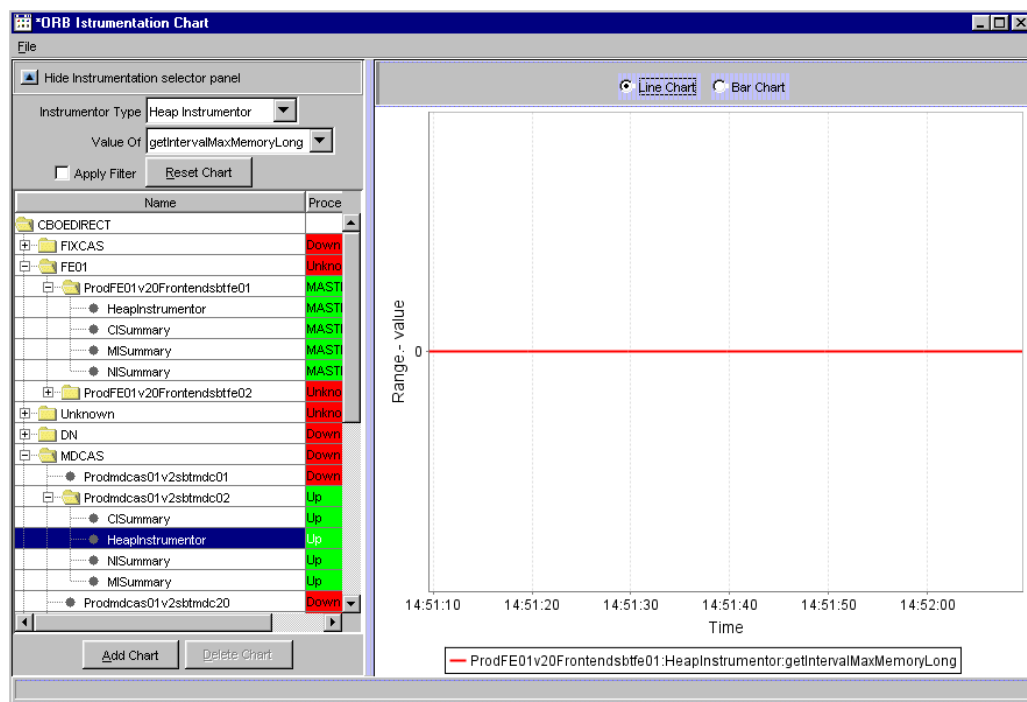 *ORB Istrumentation Chart
File
Hide Instrumentation selector panel
Instrumentor Type Heap Instrumentor
Value Of getIntervalMaxMemoryLong
Apply Filter Reset Chart
Name Proce
CBOEDIRECT
FIXCAS Down
FE01 Unkno
ProdFE01v20Frontendsbtfe01 MASTI
HeapInstrumentor MASTI
CISummary MASTI
MISummary MASTI
NISummary MASTI
ProdFE01v20Frontendsbtfe02 Unkno
Unknown Unkno
DN Down
MDCAS Down
Prodmdcas01v2sbtmdc01 Down
Prodmdcas01v2sbtmdc02 Up
CISummary Up
HeapInstrumentor Up
NISummary Up
MISummary Up
Prodmdcas01v2sbtmdc20 Down
Add Chart Delete Chart
Line Chart Bar Chart
Range.- value
0
14:51:10 14:51:20 14:51:30 14:51:40 14:51:50 14:52:00
Time
ProdFE01v20Frontendsbtfe01:HeapInstrumentor:getIntervalMaxMemoryLong